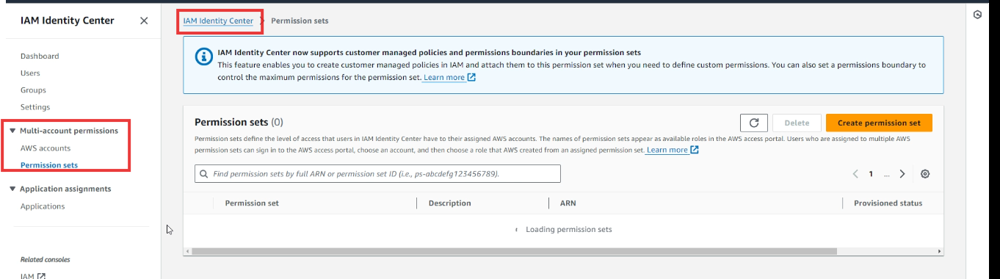 IAM Identity Center
Dashboard
Users
Groups
Settings
Multi-account permissions
AWS accounts
Permission sets
Application assignments
Applications
Related consoles
IAM
IAM Identity Center
Permission sets
IAM Identity Center now supports customer managed policies and permissions boundaries in your permission sets
This feature enables you to create customer managed policies in IAM and attach them to this permission set when you need to define custom permissions. You can also set a permissions boundary to
control the maximum permissions for the permission set. Learn more
Permission sets (0)
Delete
Create permission set
Permission sets define the level of access that users in IAM Identity Center have to their assigned AWS accounts. The names of permission sets appear as available roles in the AWS access portal. Users who are assigned to multiple AWS
permission sets can sign in to the AWS access portal, choose an account, and then choose a role that AWS created from an assigned permission set. Learn more
Find permission sets by full ARN or permission set ID (i.e., ps-abcdefg123456789).
1 ...
Permission set Description ARN Provisioned status
Loading permission sets